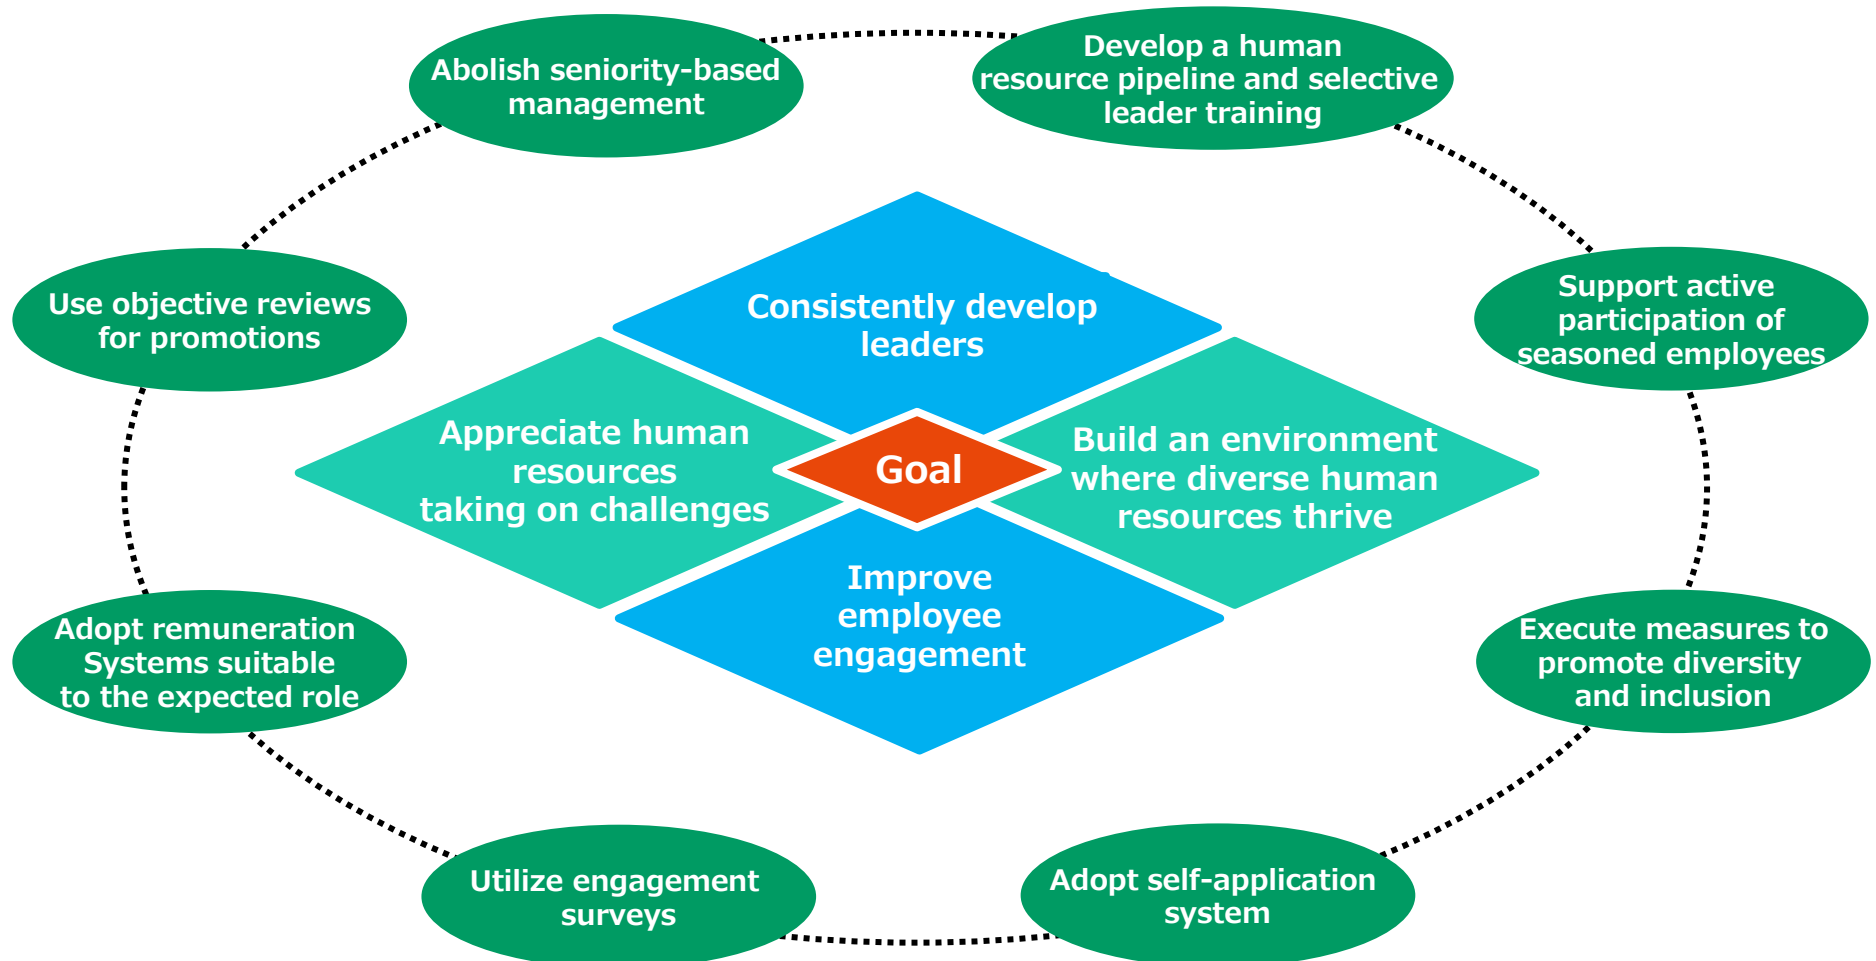 Abolish seniority-based
management
Develop a human
resource pipeline and selective
leader training
Use objective reviews
for promotions
Support active
participation of
seasoned employees
Consistently develop
leaders
Appreciate human
resources
taking on challenges
Goal
Build an environment
where diverse human
resources thrive
Improve
employee
engagement
Adopt remuneration
Systems suitable
to the expected role
Execute measures to
promote diversity
and inclusion
Utilize engagement
surveys
Adopt self-application
system